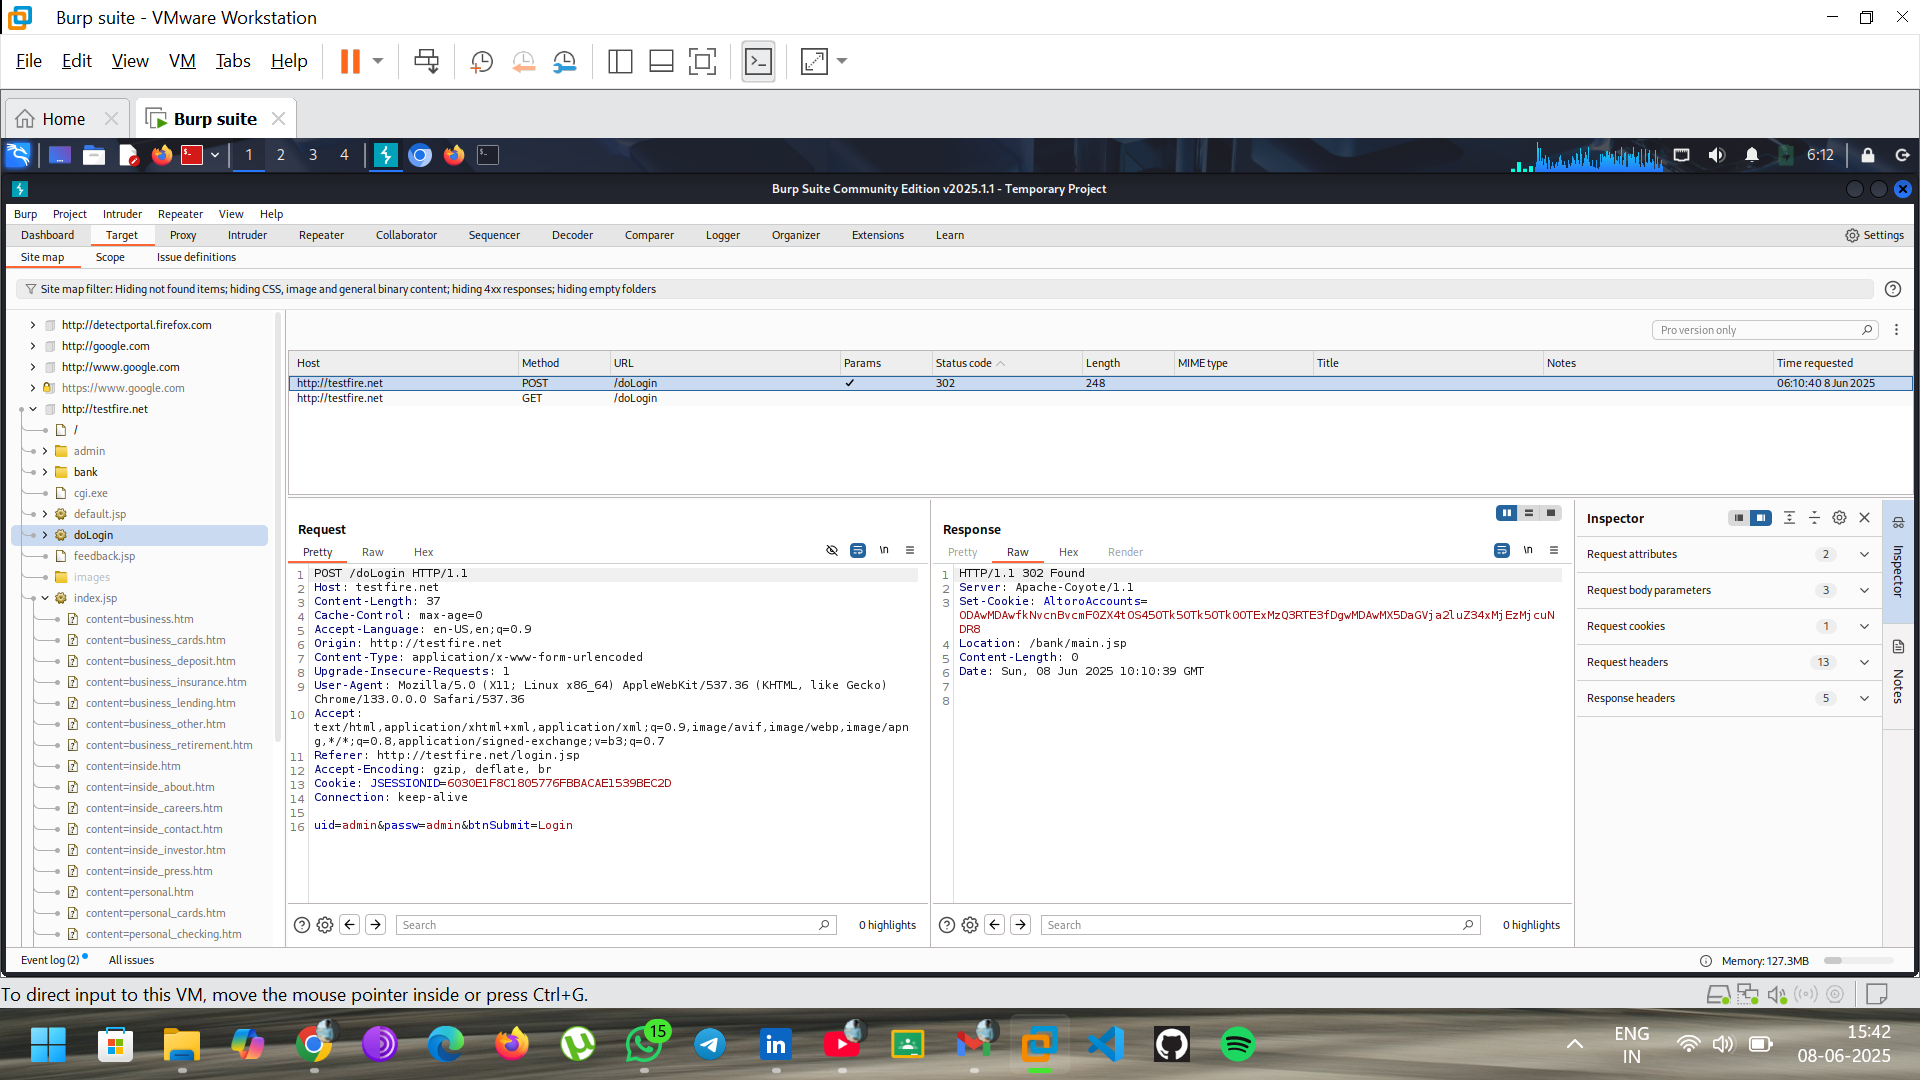 Burp suite - VMware Workstation
File Edit View VM Tabs Help
Home
Burp suite
1 2 3 4
6:12
Burp Suite Community Edition v2025.1.1 - Temporary Project
Burp Project Intruder Repeater View Help
Dashboard Target Proxy Intruder Repeater Collaborator Sequencer Decoder Comparer Logger Organizer Extensions Learn Settings
Site map Scope Issue definitions
Site map filter: Hiding not found items; hiding CSS, image and general binary content; hiding 4xx responses; hiding empty folders
http://detectportal.firefox.com
http://google.com
http://www.google.com
https://www.google.com
http://testfire.net
/
admin
bank
cgi.exe
default.jsp
doLogin
feedback.jsp
images
index.jsp
content=business.htm
content=business_cards.htm
content=business_deposit.htm
content=business_insurance.htm
content=business_lending.htm
content=business_other.htm
content=business_retirement.htm
content=inside.htm
content=inside_about.htm
content=inside_careers.htm
content=inside_contact.htm
content=inside_investor.htm
content=inside_press.htm
content=personal.htm
content=personal_cards.htm
content=personal_checking.htm
Pro version only
Host Method URL Params Status code Length MIME type Title Notes Time requested
http://testfire.net POST /doLogin ✓ 302 248 06:10:40 8 Jun 2025
http://testfire.net GET /doLogin
Request
Pretty Raw Hex
\n
1 POST /doLogin HTTP/1.1
2 Host: testfire.net
3 Content-Length: 37
4 Cache-Control: max-age=0
5 Accept-Language: en-US,en;q=0.9
6 Origin: http://testfire.net
7 Content-Type: application/x-www-form-urlencoded
8 Upgrade-Insecure-Requests: 1
9 User-Agent: Mozilla/5.0 (X11; Linux x86_64) AppleWebKit/537.36 (KHTML, like Gecko)
Chrome/133.0.0.0 Safari/537.36
10 Accept:
text/html,application/xhtml+xml,application/xml;q=0.9,image/avif,image/webp,image/apn
g,*/*;q=0.8,application/signed-exchange;v=b3;q=0.7
11 Referer: http://testfire.net/login.jsp
12 Accept-Encoding: gzip, deflate, br
13 Cookie: JSESSIONID=6030E1F8C1805776FBBACAE1539BEC2D
14 Connection: keep-alive
15
16 uid=admin&passw=admin&btnSubmit=Login
Search
0 highlights
Response
Pretty Raw Hex Render
\n
1 HTTP/1.1 302 Found
2 Server: Apache-Coyote/1.1
3 Set-Cookie: AltoroAccounts=
ODAwMDAwfkNvcnBvcmF0ZX4tOS45OTk5OTk5OTk0OTExMzQ3RTE3fDgwMDAwMX5DaGVja2luZ34xMjEzMjcuN
DR8
4 Location: /bank/main.jsp
5 Content-Length: 0
6 Date: Sun, 08 Jun 2025 10:10:39 GMT
7
8
Search
0 highlights
Inspector
Request attributes 2
Request body parameters 3
Request cookies 1
Request headers 13
Response headers 5
Inspector
Notes
Event log (2) All issues
Memory: 127.3MB
To direct input to this VM, move the mouse pointer inside or press Ctrl+G.
15
ENG
IN
15:42
08-06-2025